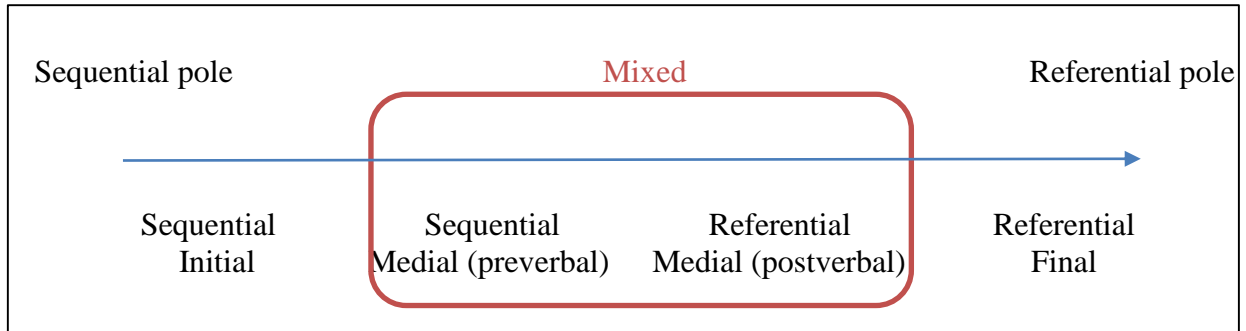 Sequential pole Mixed Referential pole
Sequential Sequential Referential Referential
Initial Medial (preverbal) Medial (postverbal) Final